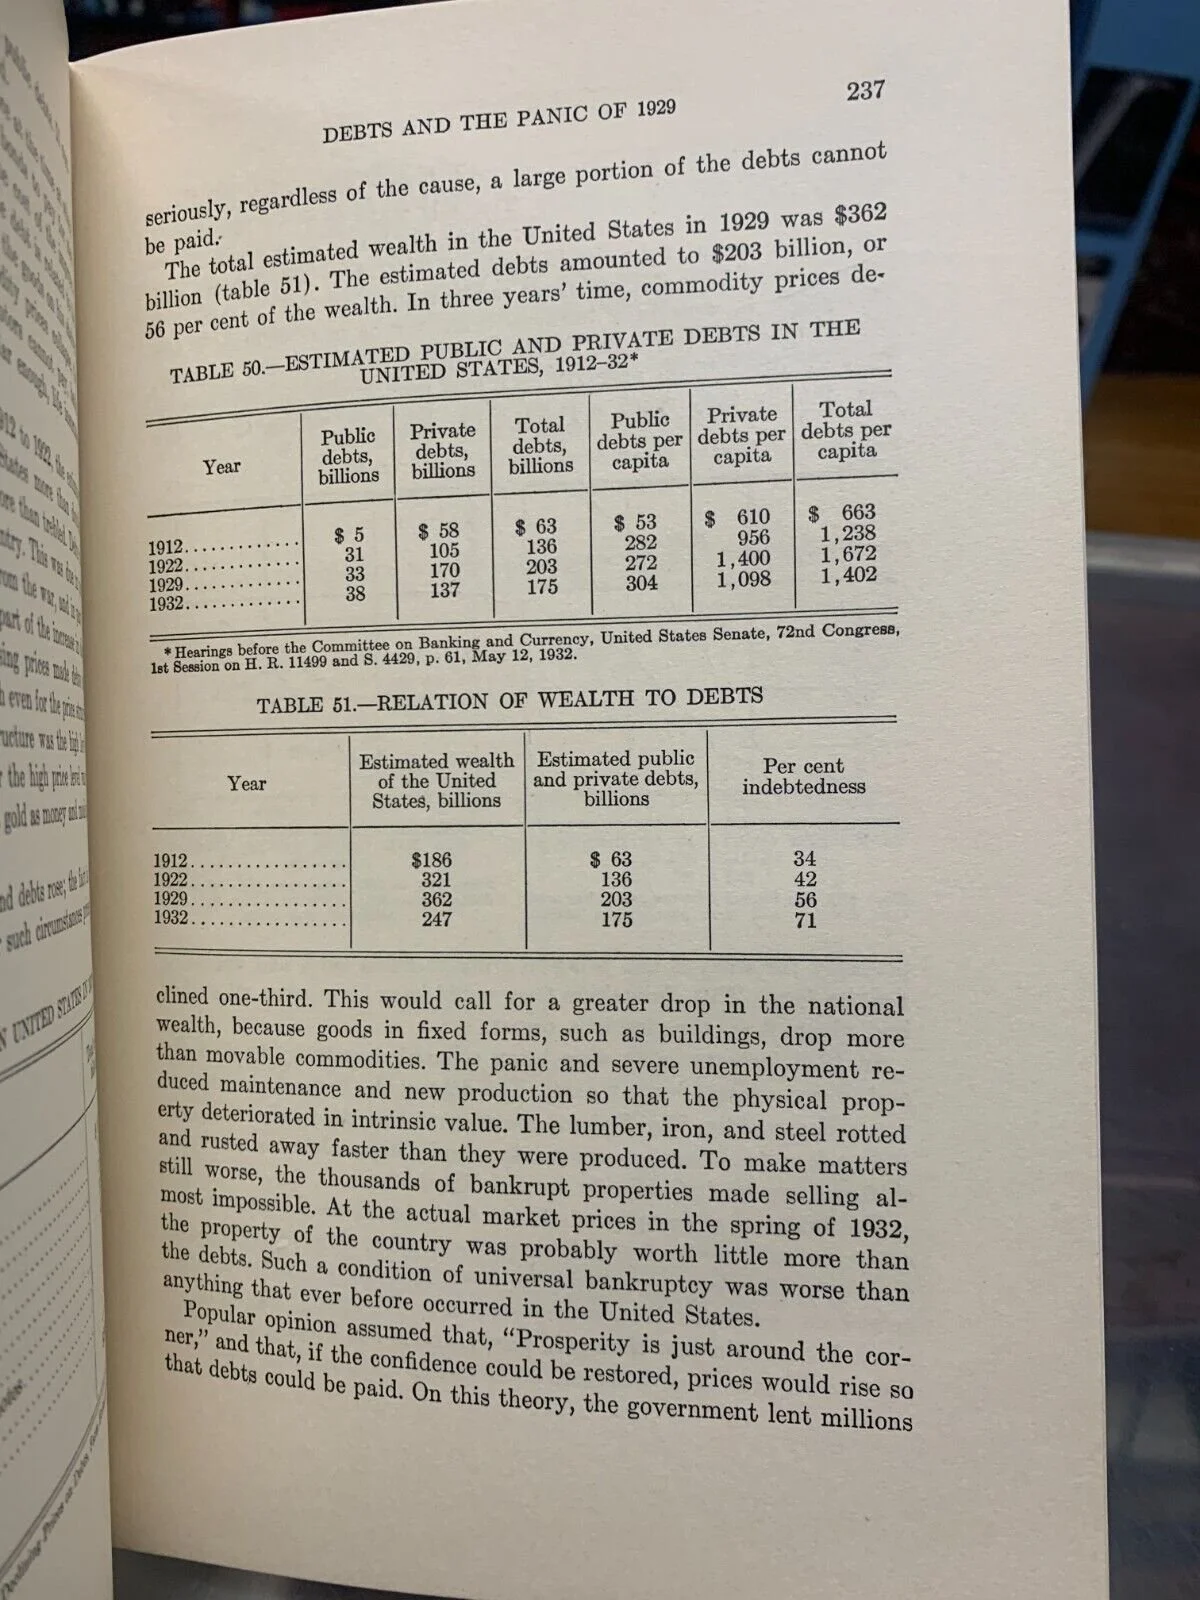 237
DEBTS AND THE PANIC OF 1929
seriously, regardless of the cause, a large portion of the debts cannot
be paid.
The total estimated wealth in the United States in 1929 was $362
billion (table 51). The estimated debts amounted to $203 billion, or
56 per cent of the wealth. In three years' time, commodity prices de-
TABLE 50.—ESTIMATED PUBLIC AND PRIVATE DEBTS IN THE
UNITED STATES, 1912–32*
Year | Public debts, billions | Private debts, billions | Total debts, billions | Public debts per capita | Private debts per capita | Total debts per capita
1912............. $ 5 $ 58 $ 63 $ 53 $ 610 $ 663
1922............. 31 105 136 282 956 1,238
1929............. 33 170 203 272 1,400 1,672
1932............. 38 137 175 304 1,098 1,402
* Hearings before the Committee on Banking and Currency, United States Senate, 72nd Congress,
1st Session on H. R. 11499 and S. 4429, p. 61, May 12, 1932.
TABLE 51.—RELATION OF WEALTH TO DEBTS
Year | Estimated wealth of the United States, billions | Estimated public and private debts, billions | Per cent indebtedness
1912................. $186 $ 63 34
1922................. 321 136 42
1929................. 362 203 56
1932................. 247 175 71
clined one-third. This would call for a greater drop in the national
wealth, because goods in fixed forms, such as buildings, drop more
than movable commodities. The panic and severe unemployment re-
duced maintenance and new production so that the physical prop-
erty deteriorated in intrinsic value. The lumber, iron, and steel rotted
and rusted away faster than they were produced. To make matters
still worse, the thousands of bankrupt properties made selling al-
most impossible. At the actual market prices in the spring of 1932,
the property of the country was probably worth little more than
the debts. Such a condition of universal bankruptcy was worse than
anything that ever before occurred in the United States.
Popular opinion assumed that, “Prosperity is just around the cor-
ner,” and that, if the confidence could be restored, prices would rise so
that debts could be paid. On this theory, the government lent millions